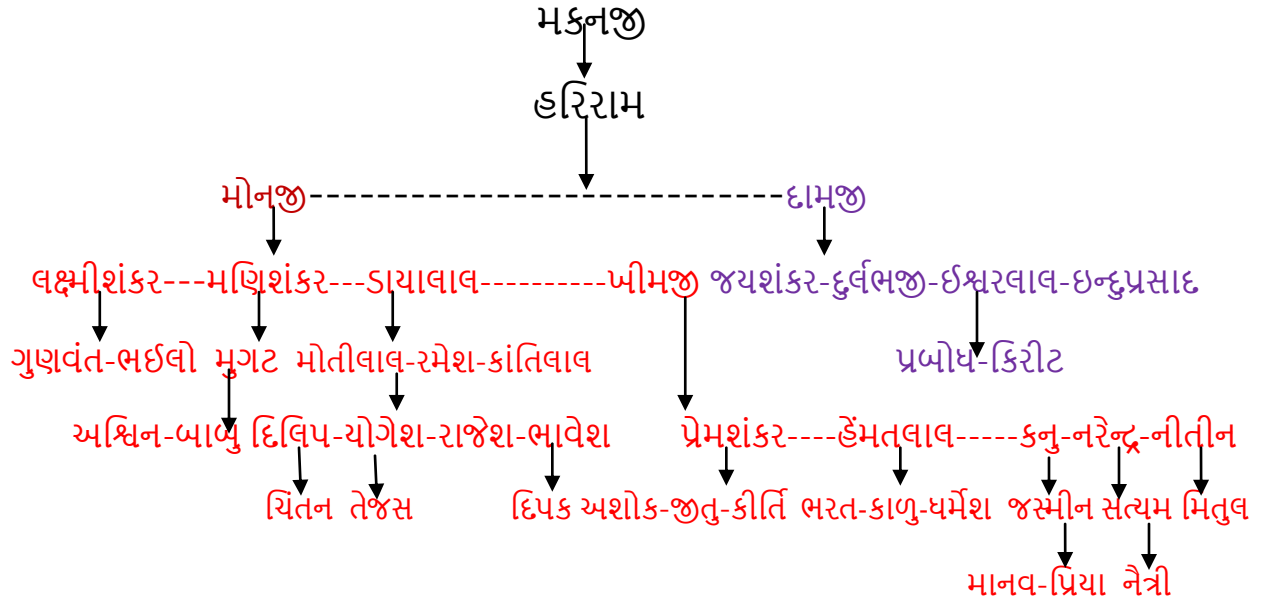 મકનજી
હરિરામ
મોનજી-----------------------------દામજી
લક્ષ્મીશંકર---મણિશંકર---ડાયાલાલ----------ખીમજી જયશંકર-દુર્લભજી-ઈશ્વરલાલ-ઇન્દુપ્રસાદ
ગુણવંત-ભઈલો મુગટ મોતીલાલ-રમેશ-કાંતિલાલ પ્રબોધ-કિરીટ
અશ્વિન-બાબુ દિલિપ-યોગેશ-રાજેશ-ભાવેશ પ્રેમશંકર----હેંમતલાલ-----કનુ-નરેન્દ્ર-નીતીન
ચિંતન તેજસ દિપક અશોક-જીતુ-કીર્તિ ભરત-કાળુ-ધર્મેશ જસ્મીન સત્યમ મિતુલ
માનવ-પ્રિયા નૈત્રી